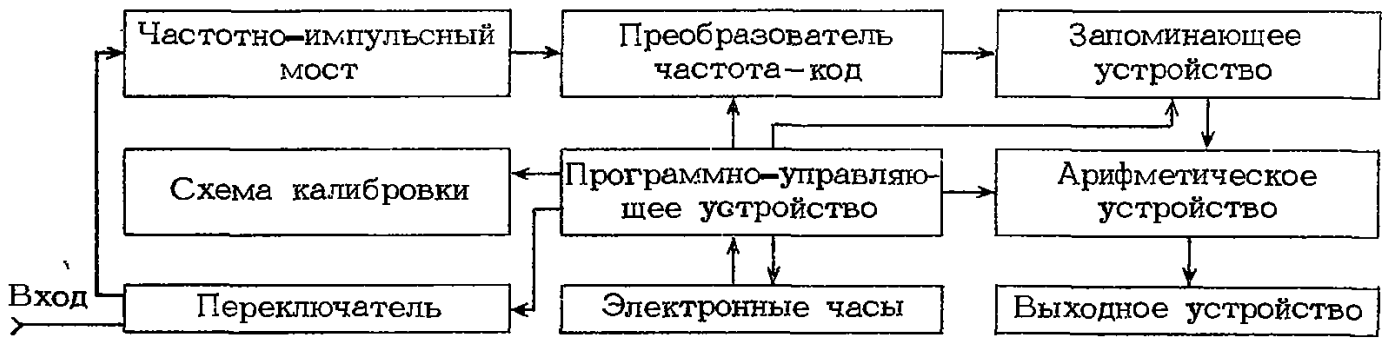 Частотно-импульсный
мост
Преобразователь
частота-код
Запоминающее
устройство
Схема калибровки
Программно-управляю-
щее устройство
Арифметическое
устройство
Вход
Переключатель
Электронные часы
Выходное устройство